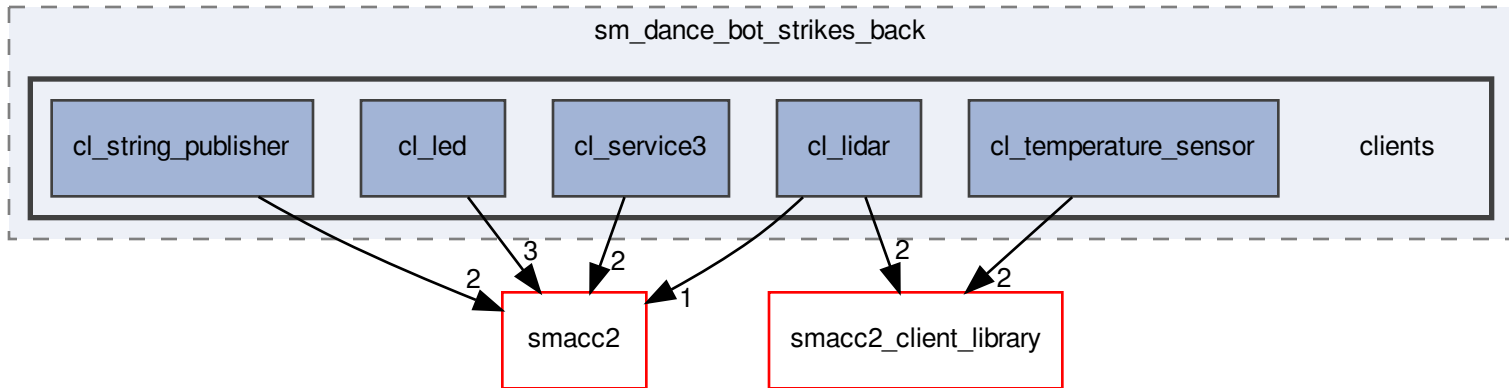 sm_dance_bot_strikes_back
cl_string_publisher
cl_led
cl_service3
cl_lidar
cl_temperature_sensor
clients
2
3
2
1
2
2
smacc2
smacc2_client_library